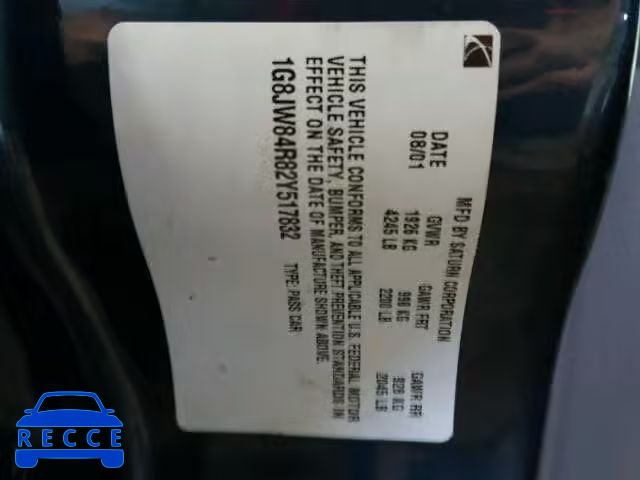 MFD BY SATURN CORPORATION
DATE GVWR GAWR FRT GAWR RR
08/01 1926 KG 998 KG 928 KG
4245 LB 2200 LB 2045 LB
THIS VEHICLE CONFORMS TO ALL APPLICABLE U.S. FEDERAL MOTOR
VEHICLE SAFETY, BUMPER, AND THEFT PREVENTION STANDARDS IN
EFFECT ON THE DATE OF MANUFACTURE SHOWN ABOVE.
1G8JW84R82Y517832 TYPE: PASS CAR
RECCE